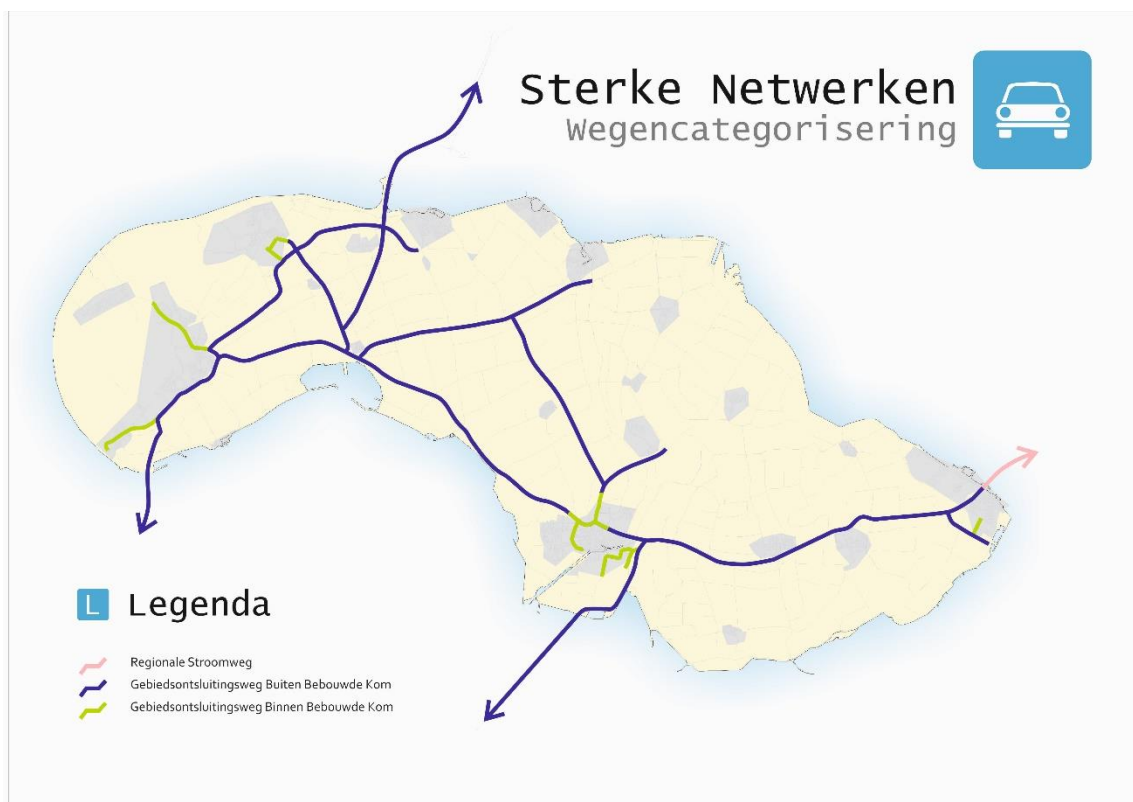 Sterke Netwerken
Wegencategorisering
L Legenda
Regionale Stroomweg
Gebiedsontsluitingsweg Buiten Bebouwde Kom
Gebiedsontsluitingsweg Binnen Bebouwde Kom